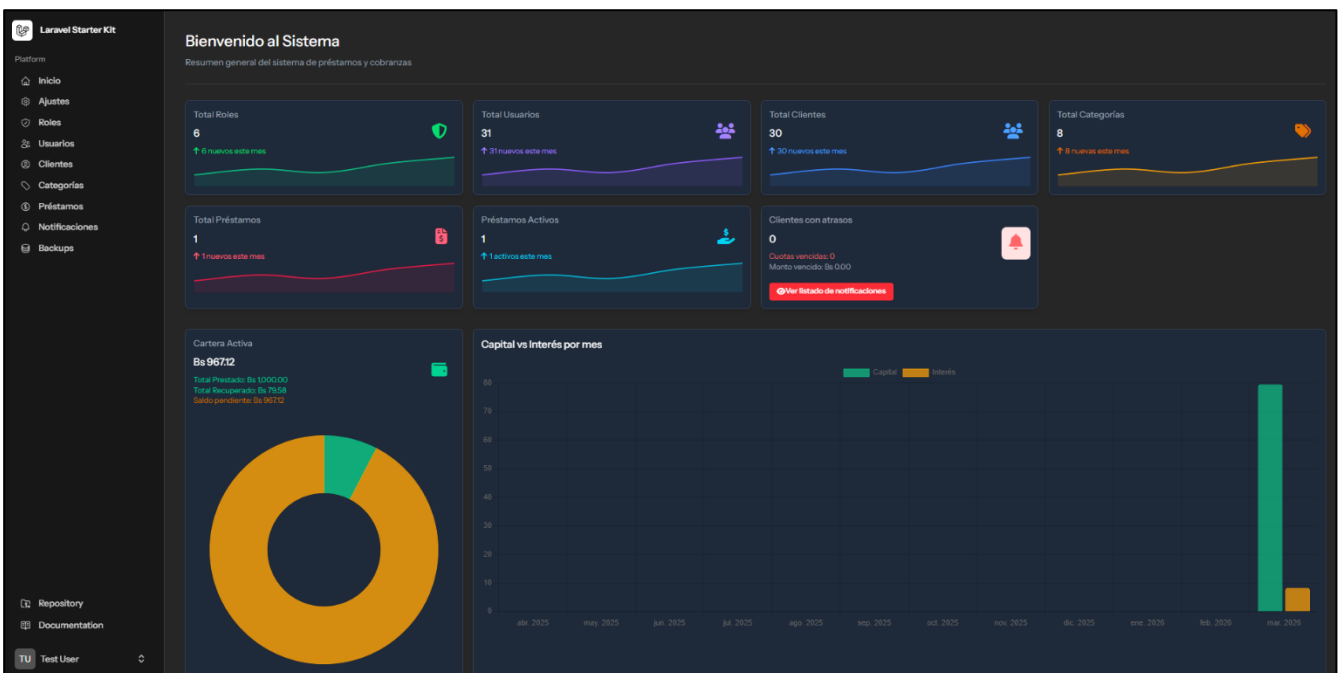 Laravel Starter Kit
Platform
Inicio
Ajustes
Roles
Usuarios
Clientes
Categorías
Préstamos
Notificaciones
Backups
Repository
Documentation
TU Test User
Bienvenido al Sistema
Resumen general del sistema de préstamos y cobranzas
Total Roles
6
↑ 6 nuevos este mes
Total Usuarios
31
↑ 31 nuevos este mes
Total Clientes
30
↑ 30 nuevos este mes
Total Categorías
8
↑ 8 nuevas este mes
Total Préstamos
1
↑ 1 nuevos este mes
Préstamos Activos
1
↑ 1 activos este mes
Clientes con atrasos
0
Cuotas vencidas: 0
Monto vencido: Bs 0.00
Ver listado de notificaciones
Cartera Activa
Bs 967.12
Total Prestado: Bs 1,000.00
Total Recuperado: Bs 79.58
Saldo pendiente: Bs 967.12
Capital vs Interés por mes
Capital Interés
80
70
60
50
40
30
20
10
0
abr. 2025 may. 2025 jun. 2025 jul. 2025 ago. 2025 sep. 2025 oct. 2025 nov. 2025 dic. 2025 ene. 2026 feb. 2026 mar. 2026